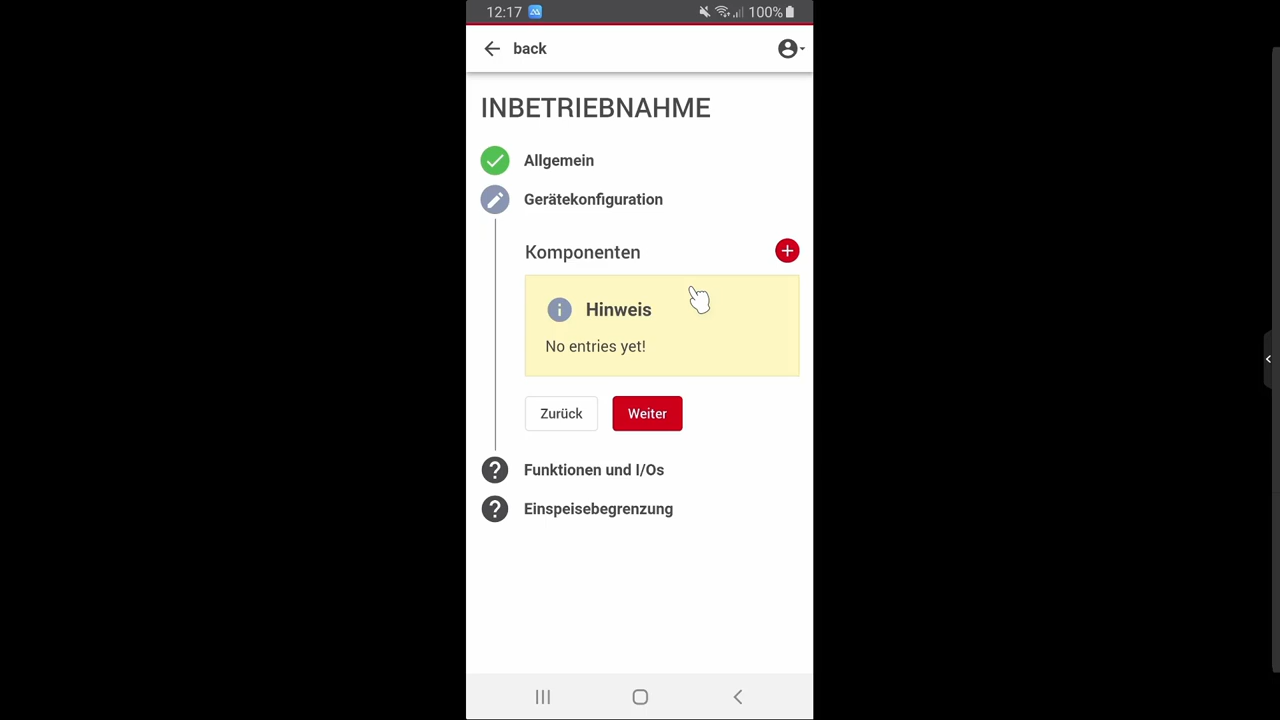 12:17 100%
back
INBETRIEBNAHME
Allgemein
Gerätekonfiguration
Komponenten
Hinweis
No entries yet!
Zurück Weiter
Funktionen und I/Os
Einspeisebegrenzung